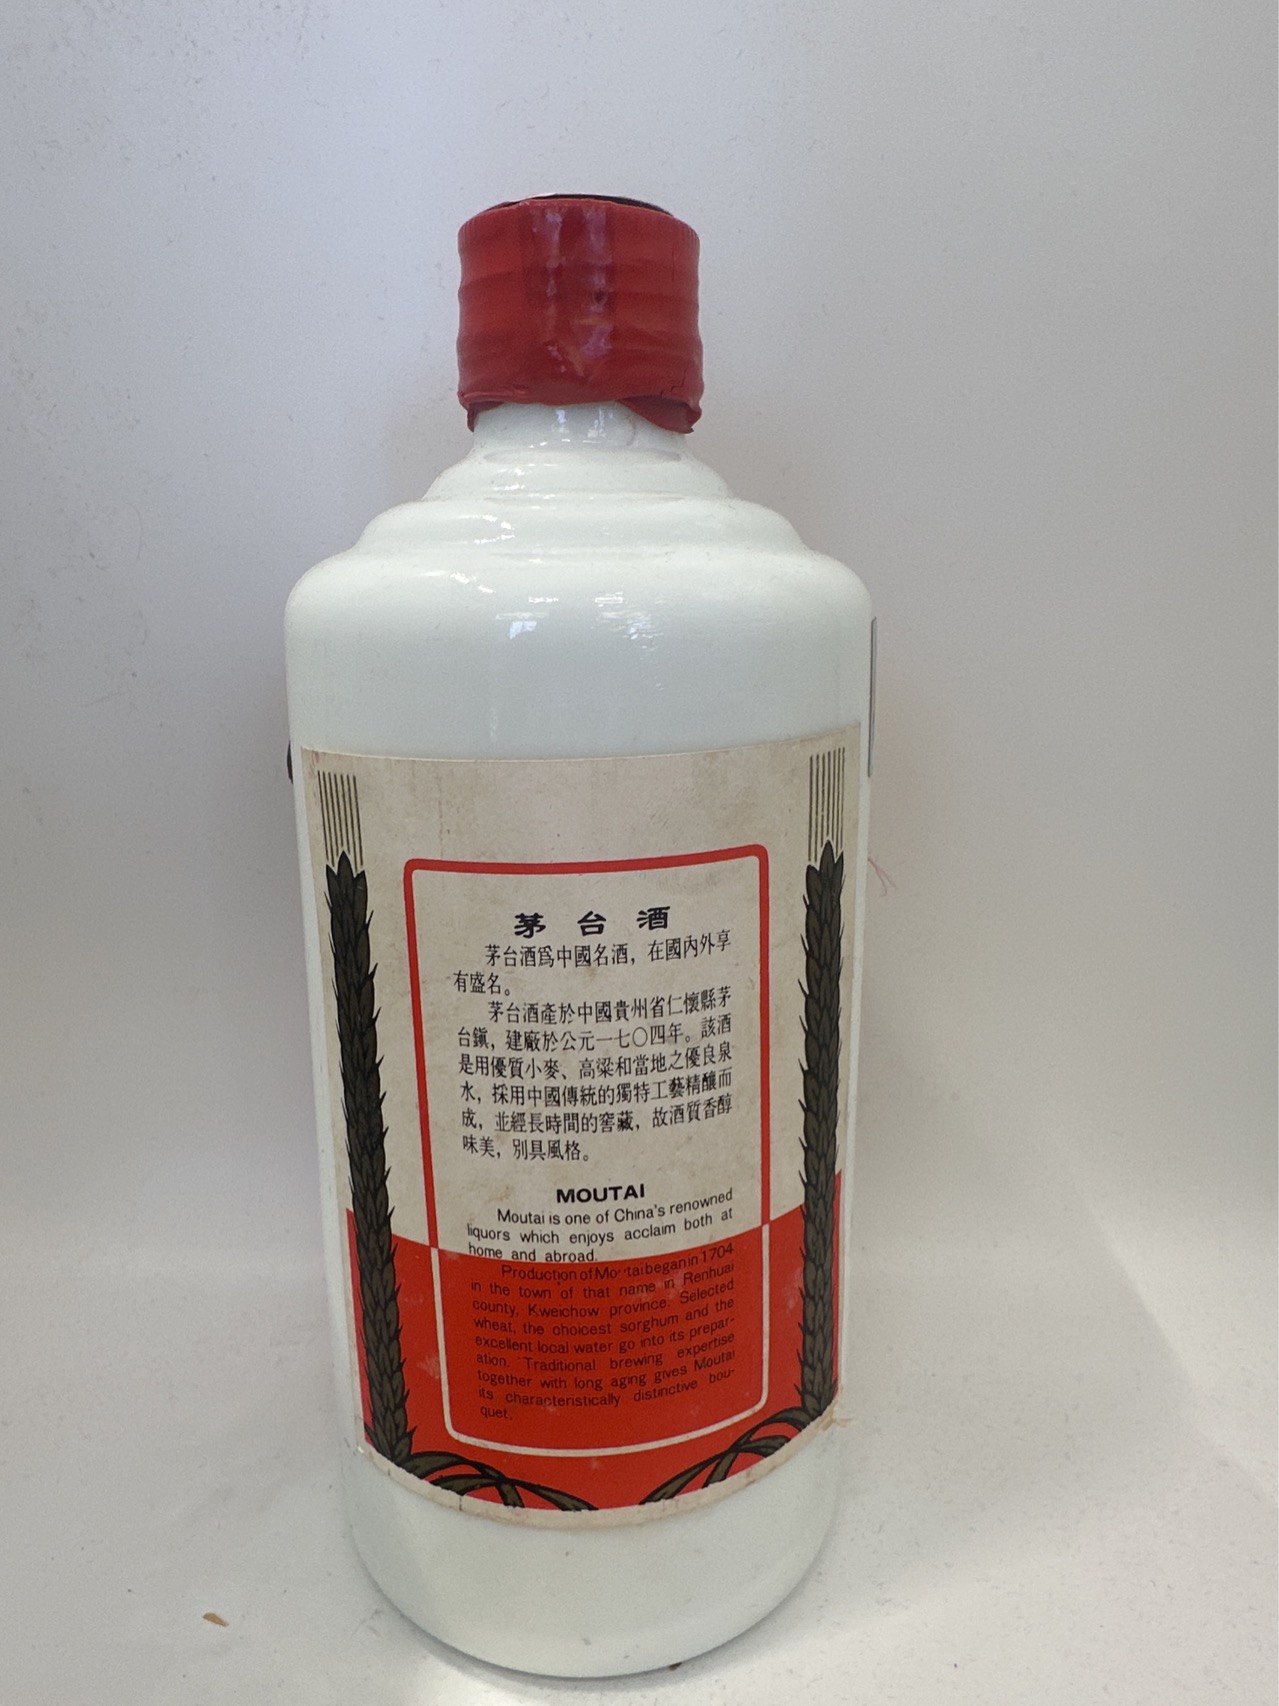 茅台酒
茅台酒爲中國名酒，在國內外享
有盛名。
茅台酒產於中國貴州省仁懷縣茅
台鎭，建廠於公元一七〇四年。該酒
是用優質小麥、高粱和當地之優良泉
水，採用中國傳統的獨特工藝精釀而
成，並經長時間的窖藏，故酒質香醇
味美，別具風格。
MOUTAI
Moutai is one of China's renowned
liquors which enjoys acclaim both at
home and abroad.
Production of Moutai began in 1704
in the town of that name in Renhuai
county, Kweichow province. Selected
wheat, the choicest sorghum and the
excellent local water go into its prepar-
ation. Traditional brewing expertise
together with long aging gives Moutai
its characteristically distinctive bou-
quet.